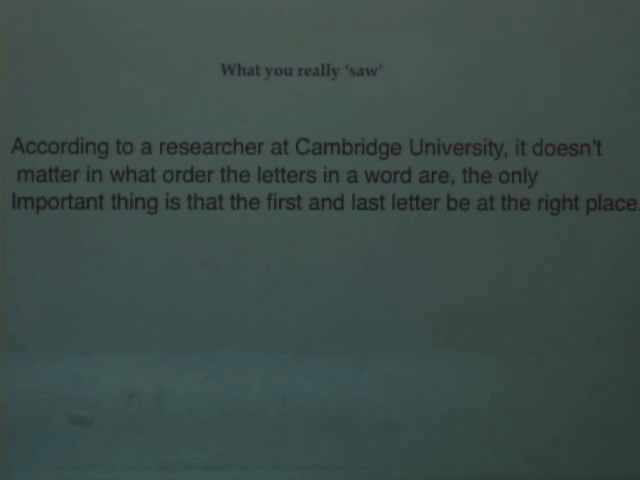 What you really 'saw'
According to a researcher at Cambridge University, it doesn't
matter in what order the letters in a word are, the only
Important thing is that the first and last letter be at the right place